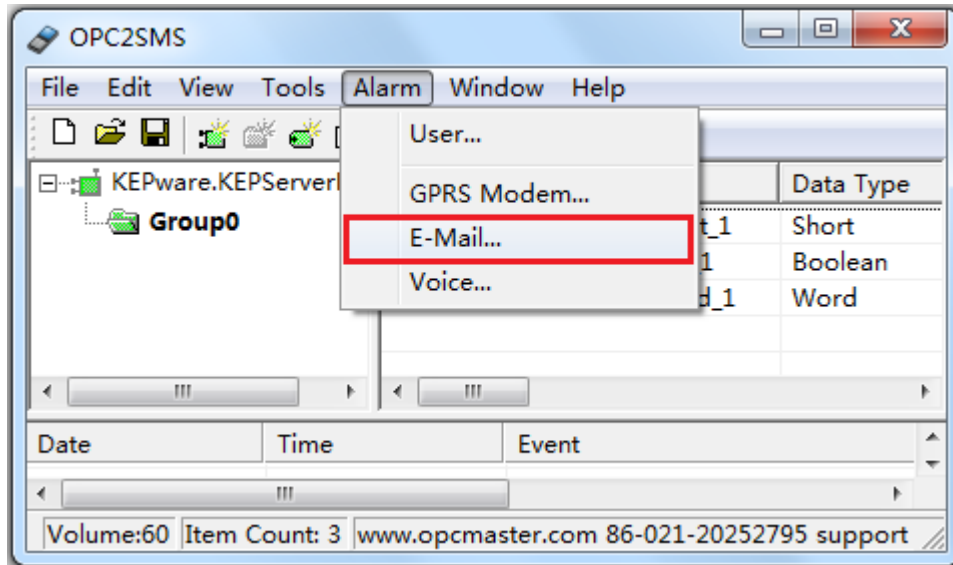 OPC2SMS
File Edit View Tools Alarm Window Help
User...
KEPware.KEPServer Data Type
GPRS Modem...
Group0 t_1 Short
E-Mail...
1 Boolean
Voice...
d_1 Word
Date Time Event
Volume:60 Item Count: 3 www.opcmaster.com 86-021-20252795 support